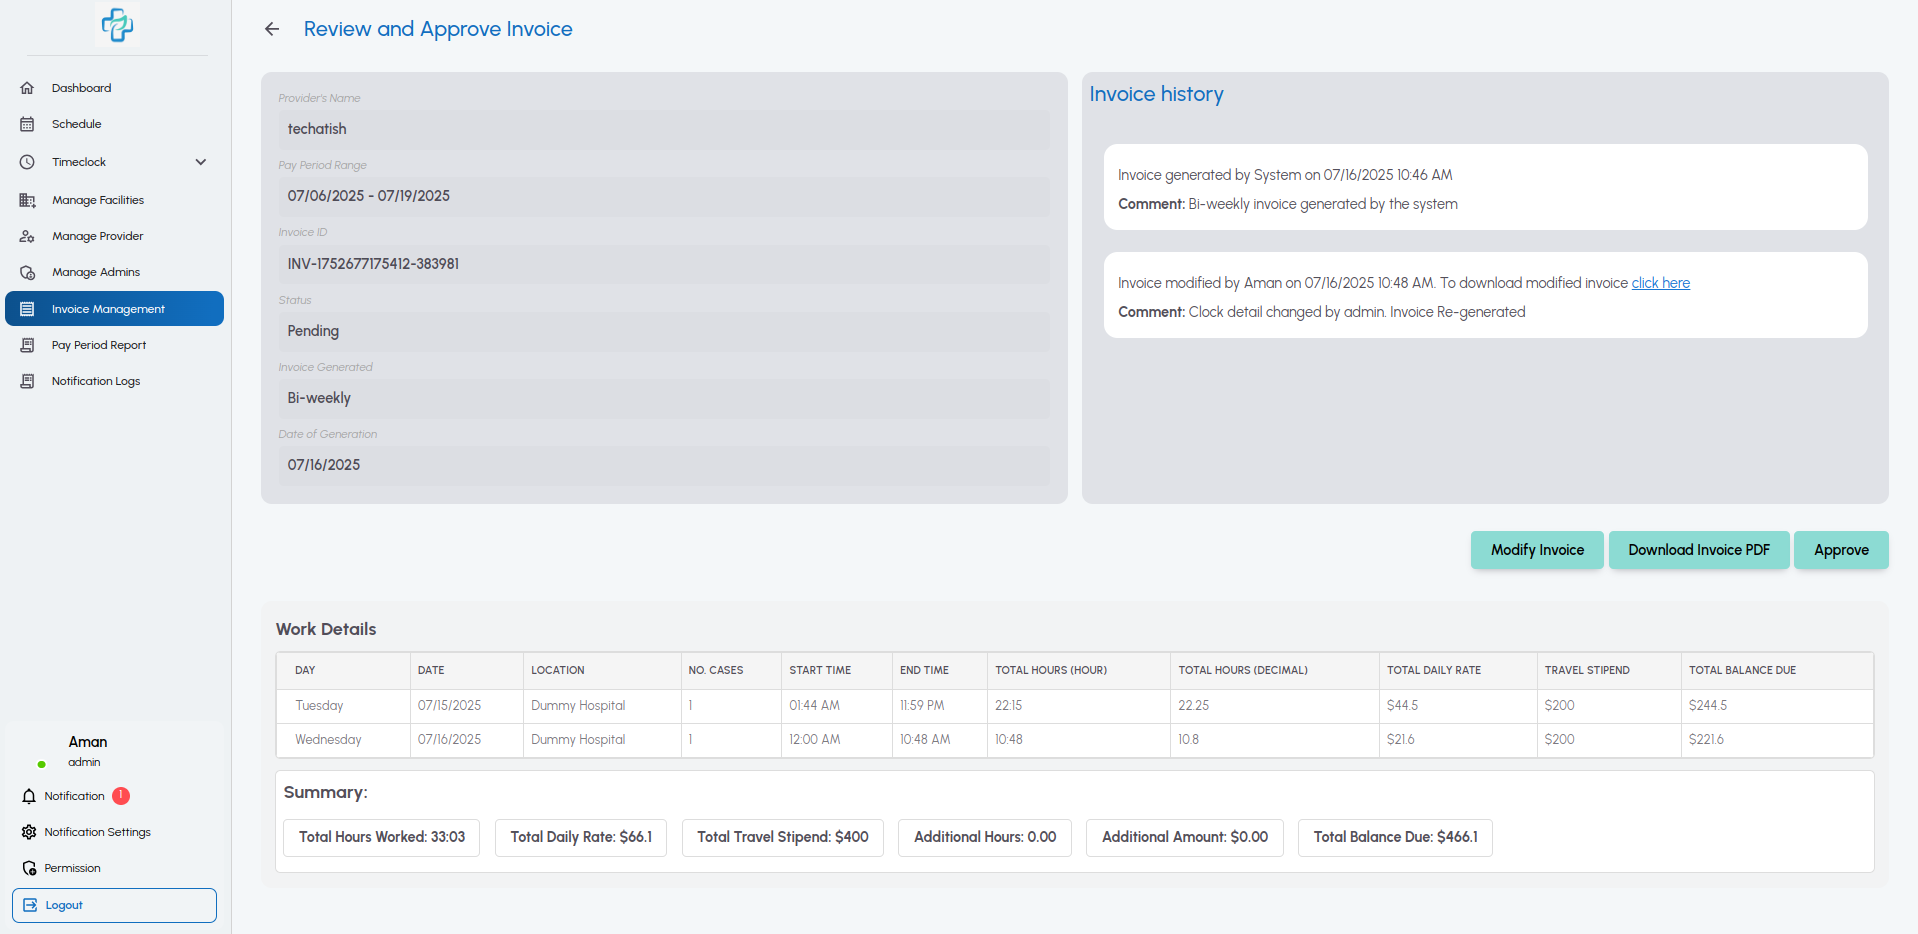 Review and Approve Invoice
Dashboard
Schedule
Timeclock
Manage Facilities
Manage Provider
Manage Admins
Invoice Management
Pay Period Report
Notification Logs
Aman
admin
Notification 1
Notification Settings
Permission
Logout
Provider's Name
techatish
Pay Period Range
07/06/2025 - 07/19/2025
Invoice ID
INV-1752677175412-383981
Status
Pending
Invoice Generated
Bi-weekly
Date of Generation
07/16/2025
Invoice history
Invoice generated by System on 07/16/2025 10:46 AM
Comment: Bi-weekly invoice generated by the system
Invoice modified by Aman on 07/16/2025 10:48 AM. To download modified invoice click here
Comment: Clock detail changed by admin. Invoice Re-generated
Modify Invoice Download Invoice PDF Approve
Work Details
DAY DATE LOCATION NO. CASES START TIME END TIME TOTAL HOURS (HOUR) TOTAL HOURS (DECIMAL) TOTAL DAILY RATE TRAVEL STIPEND TOTAL BALANCE DUE
Tuesday 07/15/2025 Dummy Hospital 1 01:44 AM 11:59 PM 22:15 22.25 $44.5 $200 $244.5
Wednesday 07/16/2025 Dummy Hospital 1 12:00 AM 10:48 AM 10:48 10.8 $21.6 $200 $221.6
Summary:
Total Hours Worked: 33:03 Total Daily Rate: $66.1 Total Travel Stipend: $400 Additional Hours: 0.00 Additional Amount: $0.00 Total Balance Due: $466.1